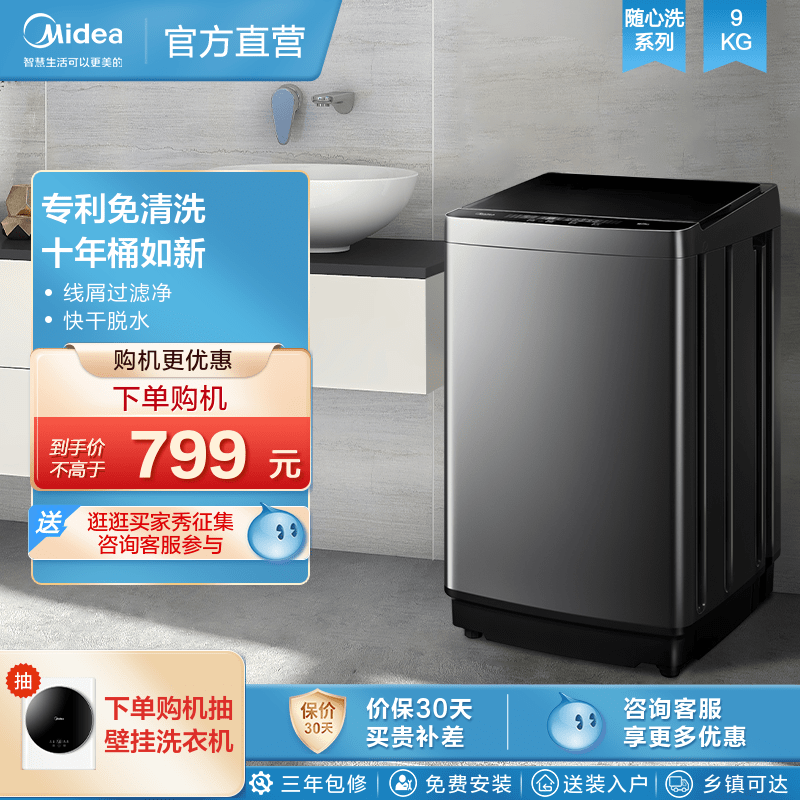 Midea
智慧生活可以更美的
官方直营
随心洗
系列
9
KG
专利免清洗
十年桶如新
• 线屑过滤净
• 快干脱水
购机更优惠
下单购机
到手价
不高于
799 元
送
逛逛买家秀征集
咨询客服参与
抽
Midea
下单购机抽
壁挂洗衣机
保价
30天
价保30天
买贵补差
咨询客服
享更多优惠
三年包修
免费安装
送装入户
乡镇可达